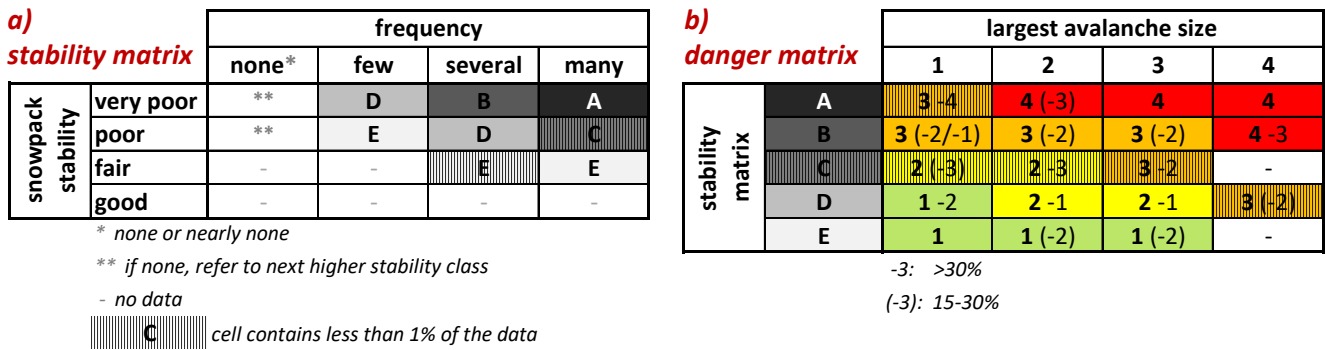 a)
stability matrix
frequency
none* few several many
snowpack stability
very poor ** D B A
poor ** E D C
fair - - E E
good - - - -
* none or nearly none
** if none, refer to next higher stability class
- no data
C cell contains less than 1% of the data
b)
danger matrix
largest avalanche size
1 2 3 4
stability matrix
A 3 -4 4 (-3) 4 4
B 3 (-2/-1) 3 (-2) 3 (-2) 4 -3
C 2 (-3) 2 -3 3 -2 -
D 1 -2 2 -1 2 -1 3 (-2)
E 1 1 (-2) 1 (-2) -
-3: >30%
(-3): 15-30%